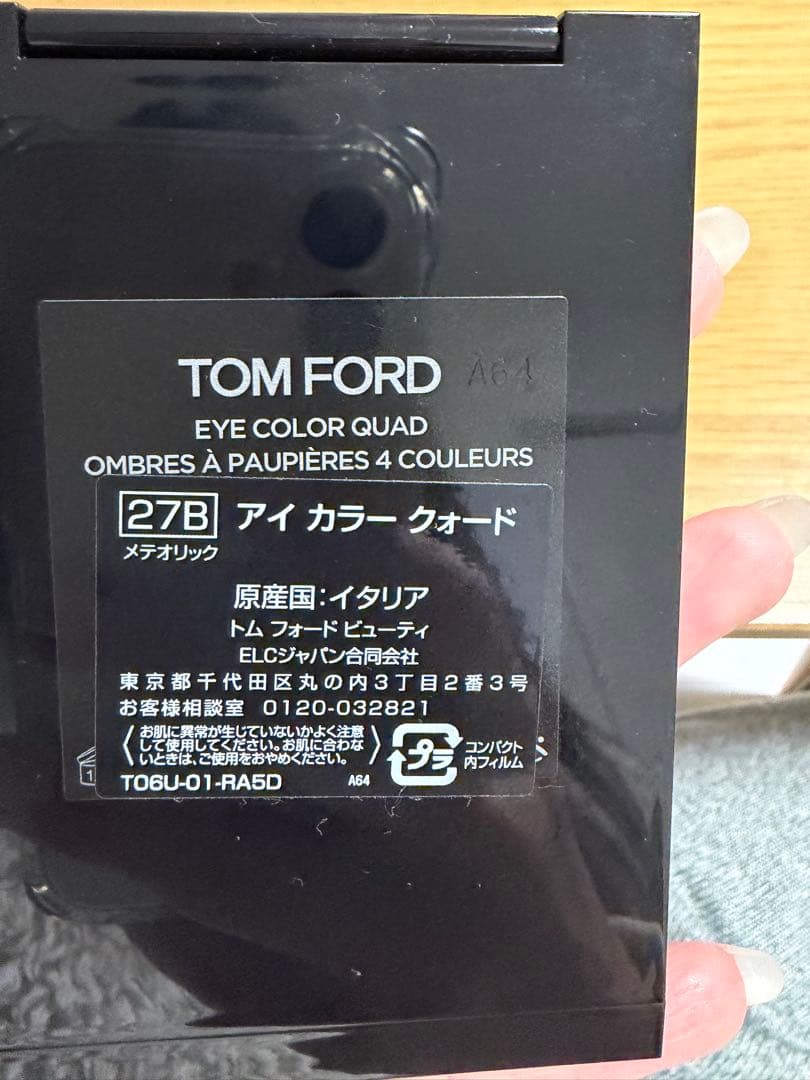 TOM FORD A64
EYE COLOR QUAD
OMBRES À PAUPIÈRES 4 COULEURS
27B アイ カラー クォード
メテオリック
原産国:イタリア
トム フォード ビューティ
ELCジャパン合同会社
東京都千代田区丸の内3丁目2番3号
お客様相談室 0120-032821
〈お肌に異常が生じていないかよく注意
して使用してください。お肌に合わな
いときは、ご使用をおやめください。〉
プラ
コンパクト
内フィルム
T06U-01-RA5D A64